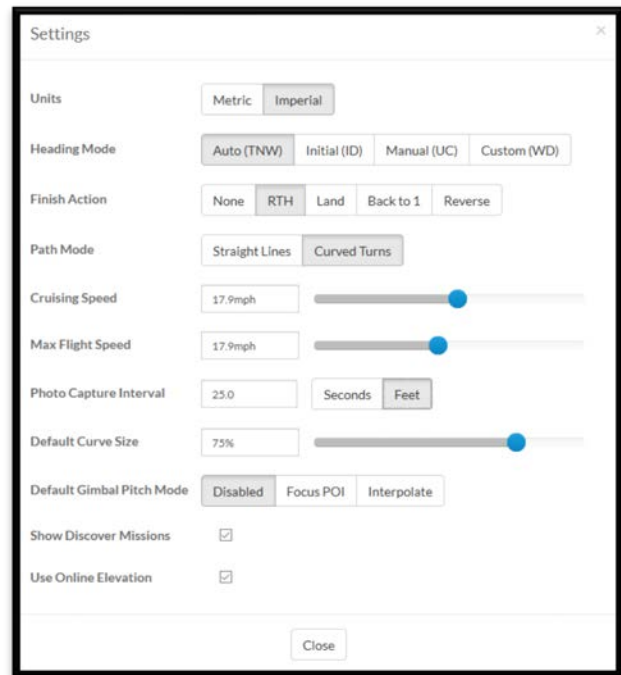 Settings ×
Units Metric Imperial
Heading Mode Auto (TNW) Initial (ID) Manual (UC) Custom (WD)
Finish Action None RTH Land Back to 1 Reverse
Path Mode Straight Lines Curved Turns
Cruising Speed 17.9mph
Max Flight Speed 17.9mph
Photo Capture Interval 25.0 Seconds Feet
Default Curve Size 75%
Default Gimbal Pitch Mode Disabled Focus POI Interpolate
Show Discover Missions
Use Online Elevation
Close